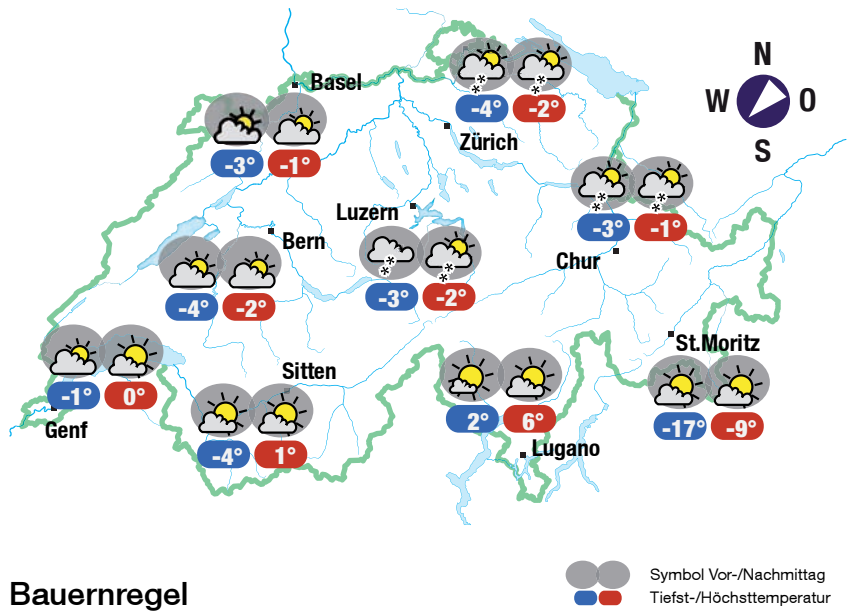 N
W O
S
Basel
-4° -2°
Zürich
-3° -1°
Luzern
-3° -1°
Bern
Chur
-4° -2°
-3° -2°
St.Moritz
Sitten
-1° 0°
Genf
2° 6°
-17° -9°
-4° 1°
Lugano
Bauernregel
Symbol Vor-/Nachmittag
Tiefst-/Höchsttemperatur